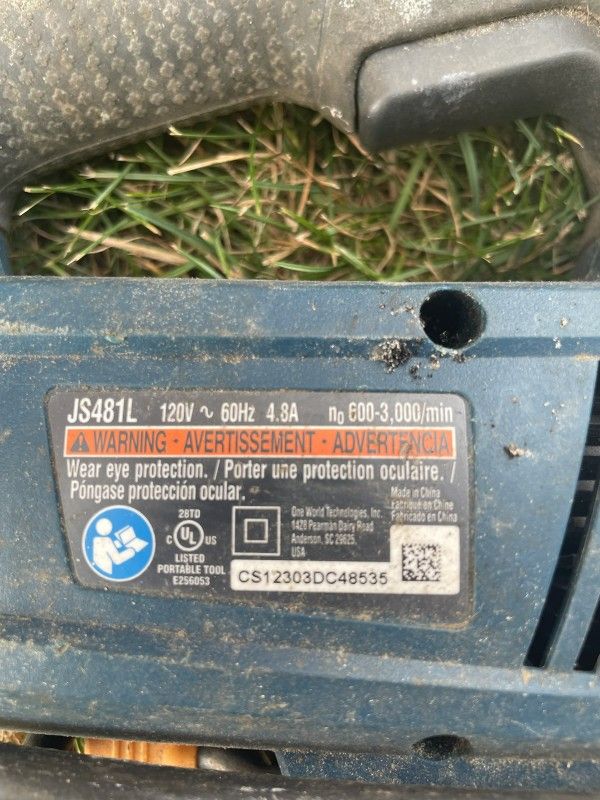 JS481L 120V ~ 60Hz 4.8A n0 600-3,000/min
⚠ WARNING · AVERTISSEMENT · ADVERTENCIA
Wear eye protection. / Porter une protection oculaire. /
Póngase protección ocular.
Made in China
Fabriqué en Chine
Fabricado en China
28TD
C UL US
LISTED
PORTABLE TOOL
E256053
One World Technologies, Inc.
1428 Pearman Dairy Road
Anderson, SC 29625.
USA
CS12303DC48535